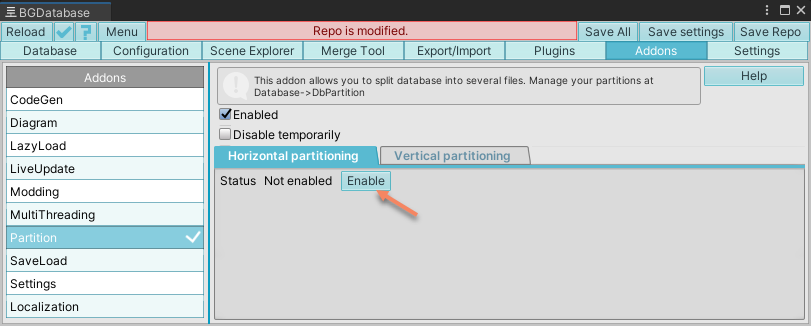 BGDatabase
Reload ? Menu Repo is modified. Save All Save settings Save Repo
Database Configuration Scene Explorer Merge Tool Export/Import Plugins Addons Settings
Addons
CodeGen
Diagram
LazyLoad
LiveUpdate
Modding
MultiThreading
Partition
SaveLoad
Settings
Localization
This addon allows you to split database into several files. Manage your partitions at
Database->DbPartition
Help
Enabled
Disable temporarily
Horizontal partitioning Vertical partitioning
Status Not enabled Enable